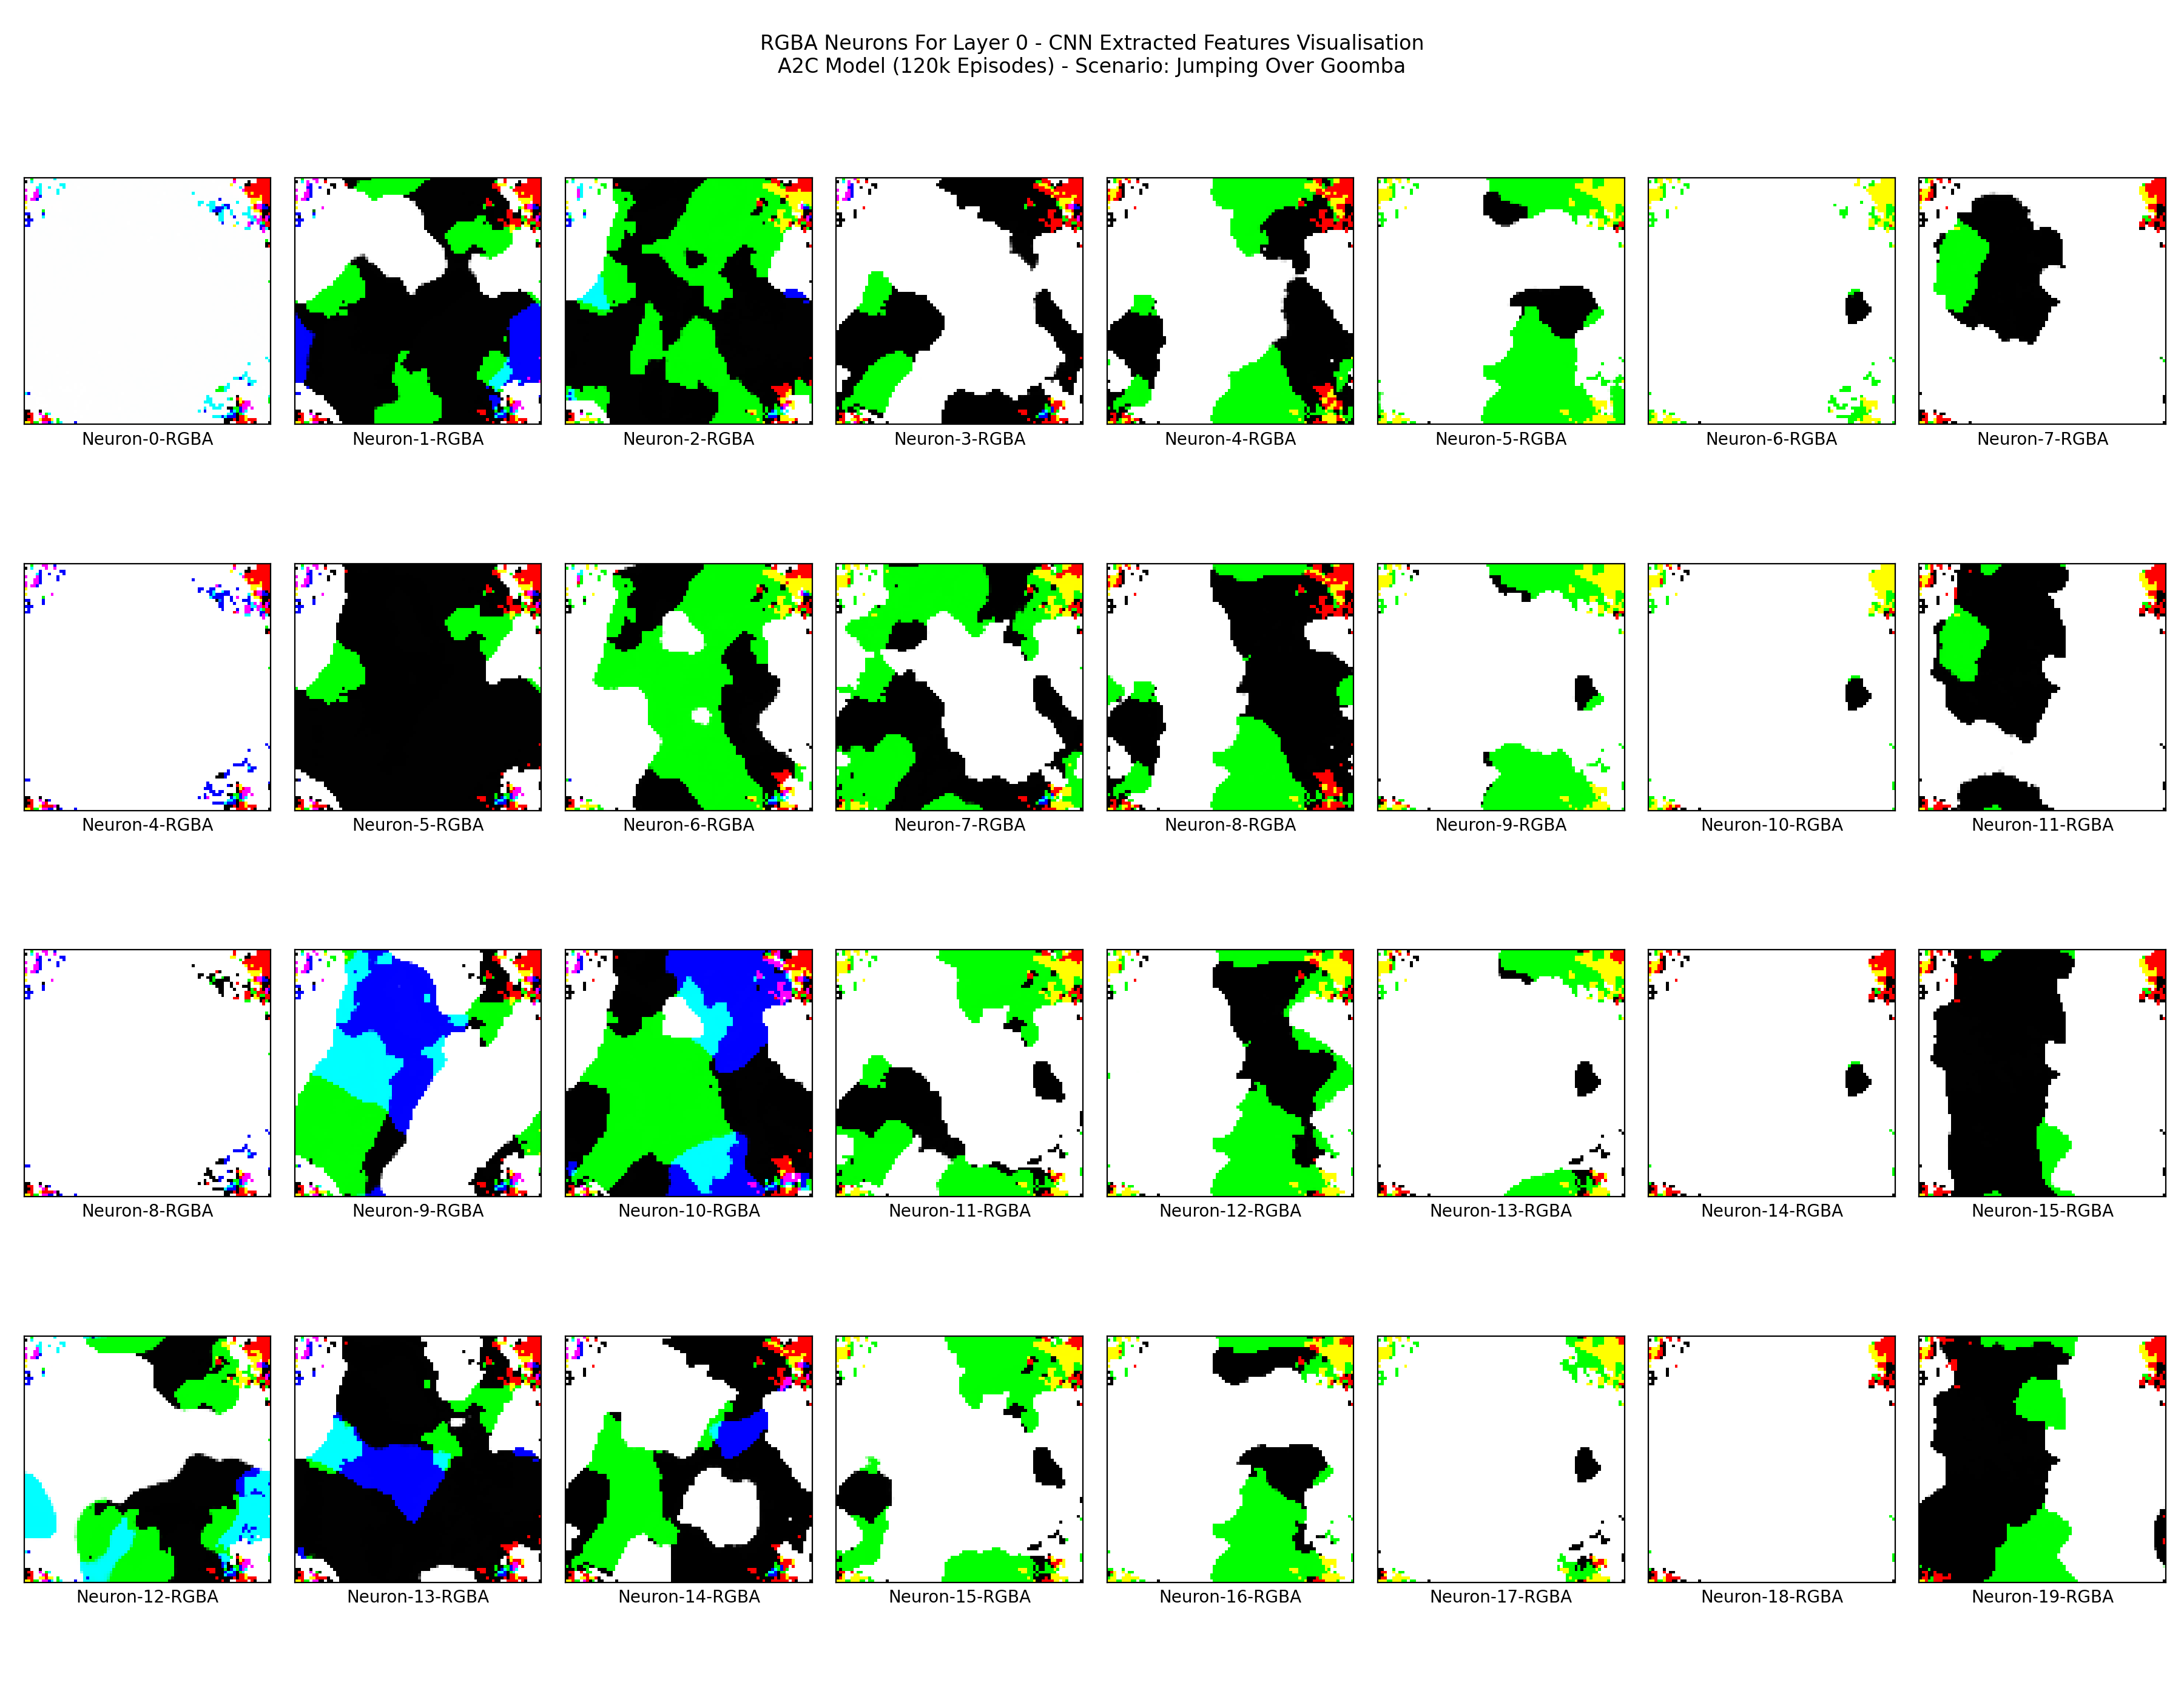 RGBA Neurons For Layer 0 - CNN Extracted Features Visualisation
A2C Model (120k Episodes) - Scenario: Jumping Over Goomba
Neuron-0-RGBA
Neuron-1-RGBA
Neuron-2-RGBA
Neuron-3-RGBA
Neuron-4-RGBA
Neuron-5-RGBA
Neuron-6-RGBA
Neuron-7-RGBA
Neuron-4-RGBA
Neuron-5-RGBA
Neuron-6-RGBA
Neuron-7-RGBA
Neuron-8-RGBA
Neuron-9-RGBA
Neuron-10-RGBA
Neuron-11-RGBA
Neuron-8-RGBA
Neuron-9-RGBA
Neuron-10-RGBA
Neuron-11-RGBA
Neuron-12-RGBA
Neuron-13-RGBA
Neuron-14-RGBA
Neuron-15-RGBA
Neuron-12-RGBA
Neuron-13-RGBA
Neuron-14-RGBA
Neuron-15-RGBA
Neuron-16-RGBA
Neuron-17-RGBA
Neuron-18-RGBA
Neuron-19-RGBA